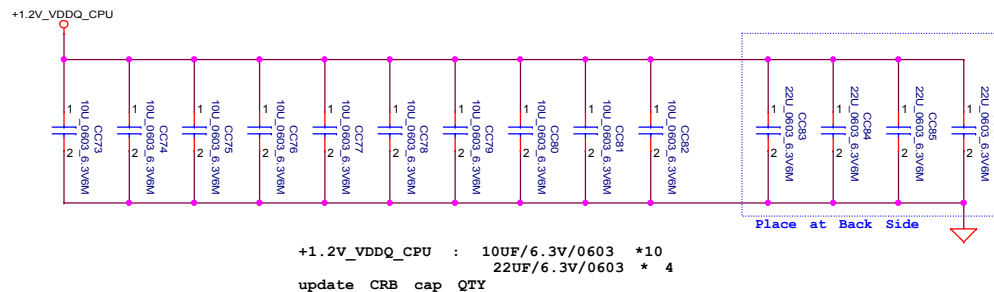 +1.2V_VDDQ_CPU
1
2
CC73
10U_0603_6.3V6M
1
2
CC74
10U_0603_6.3V6M
1
2
CC75
10U_0603_6.3V6M
1
2
CC76
10U_0603_6.3V6M
1
2
CC77
10U_0603_6.3V6M
1
2
CC78
10U_0603_6.3V6M
1
2
CC79
10U_0603_6.3V6M
1
2
CC80
10U_0603_6.3V6M
1
2
CC81
10U_0603_6.3V6M
1
2
CC82
10U_0603_6.3V6M
1
2
CC83
22U_0603_6.3V6M
1
2
CC84
22U_0603_6.3V6M
1
2
CC85
22U_0603_6.3V6M
1
2
22U_0603_6.3V6M
Place at Back Side
+1.2V_VDDQ_CPU : 10UF/6.3V/0603 *10
22UF/6.3V/0603 * 4
update CRB cap QTY